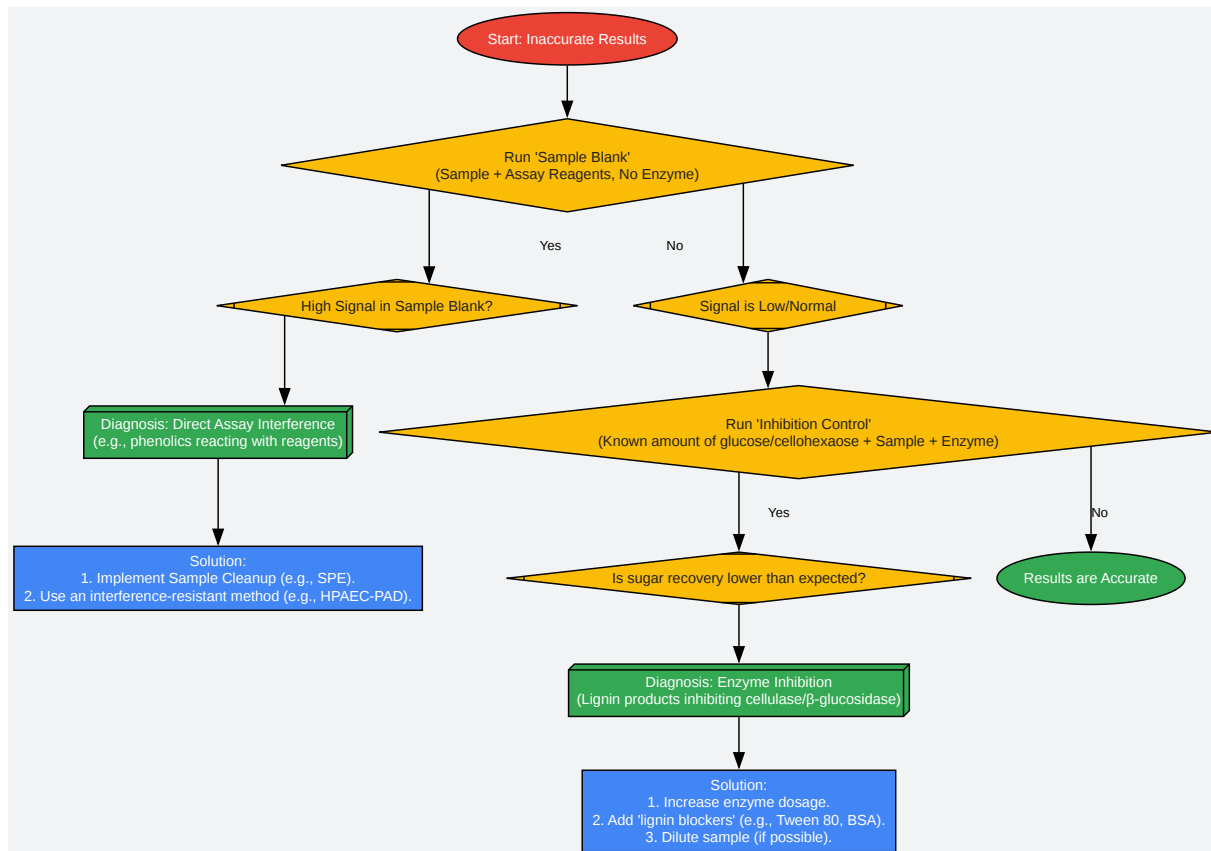 Start: Inaccurate Results
Run 'Sample Blank'
(Sample + Assay Reagents, No Enzyme)
Yes
No
High Signal in Sample Blank?
Signal is Low/Normal
Diagnosis: Direct Assay Interference
(e.g., phenolics reacting with reagents)
Run 'Inhibition Control'
(Known amount of glucose/cellohexaose + Sample + Enzyme)
Yes
No
Solution:
1. Implement Sample Cleanup (e.g., SPE).
2. Use an interference-resistant method (e.g., HPAEC-PAD).
Is sugar recovery lower than expected?
Results are Accurate
Diagnosis: Enzyme Inhibition
(Lignin products inhibiting cellulase/β-glucosidase)
Solution:
1. Increase enzyme dosage.
2. Add 'lignin blockers' (e.g., Tween 80, BSA).
3. Dilute sample (if possible).